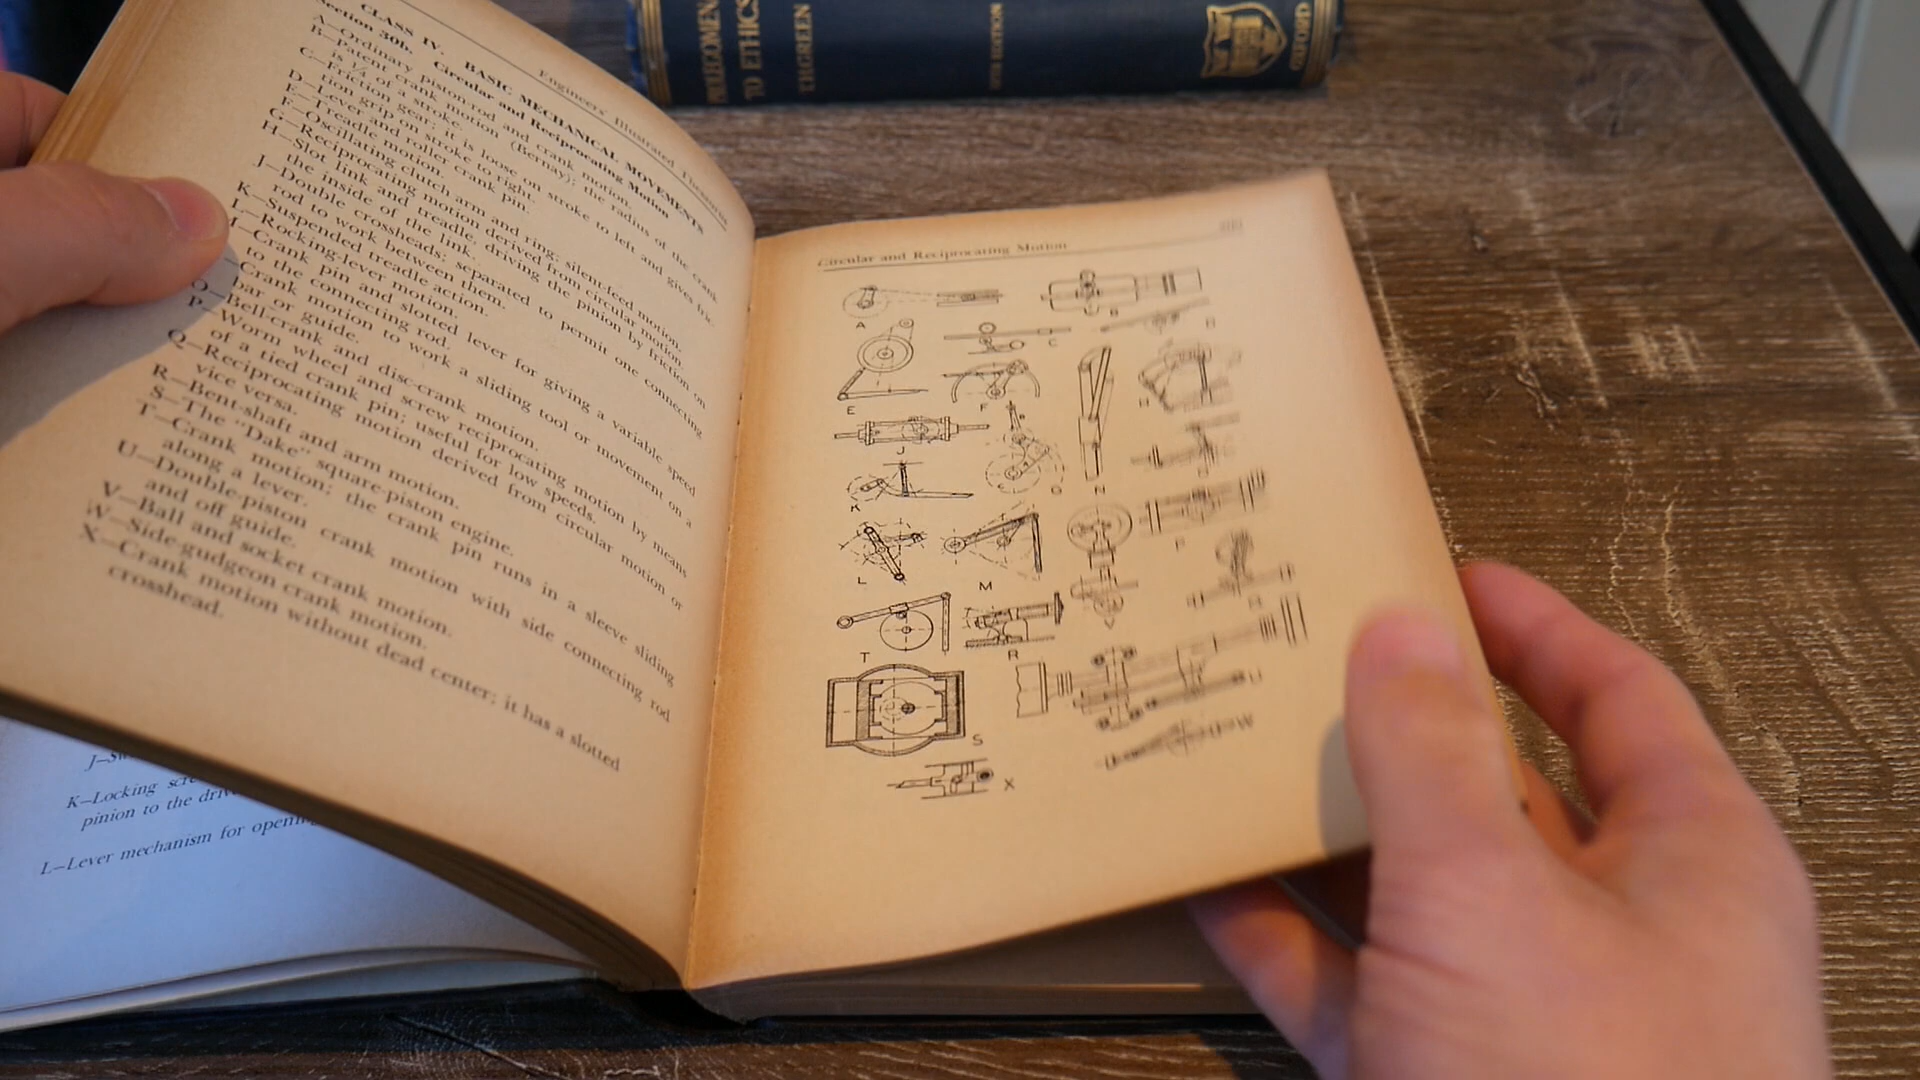 PROLEGOMENA
TO ETHICS
T.H.GREEN
FIFTH EDITION
OXFORD
Engineers' Illustrated Thesaurus
CLASS IV. BASIC MECHANICAL MOVEMENTS
Section 30b. Circular and Reciprocating Motion
A—Ordinary piston-rod and crank motion.
B—Patent crank motion (Bernay); the radius of the crank
is ¼ of a stroke.
C—Friction gear; it is loose on stroke to left and gives fric-
tion grip on stroke to right.
D—Lever and roller crank pin.
E—Treadle motion.
F—Oscillating clutch arm and ring; silent-feed motion.
G—Reciprocating motion derived from circular motion.
H—Slot link and treadle, driving the pinion by friction on
the inside of the link.
J—Double crossheads; separated to permit one connecting
rod to work between them.
K—Suspended treadle action.
L—Rocking-lever motion.
—Crank pin and slotted lever for giving a variable speed
to the connecting rod.
Crank motion to work a sliding tool or movement on a
bar or guide.
O—Bell-crank and disc-crank motion.
P—Worm wheel and screw reciprocating motion by means
of a tied crank pin; useful for low speeds.
Q—Reciprocating motion derived from circular motion or
vice versa.
R—Bent-shaft and arm motion.
S—The "Dake" square-piston engine.
T—Crank motion; the crank pin runs in a sleeve sliding
along a lever.
U—Double-piston crank motion with side connecting rod
and off guide.
V—Ball and socket crank motion.
W—Side-gudgeon crank motion.
X—Crank motion without dead center; it has a slotted
crosshead.
K—Locking
pinion to the
L—Lever mechanism for
Circular and Reciprocating Motion
A
B
C
E
F
J
K
N
L
M
P
T
R
S
U
W
X